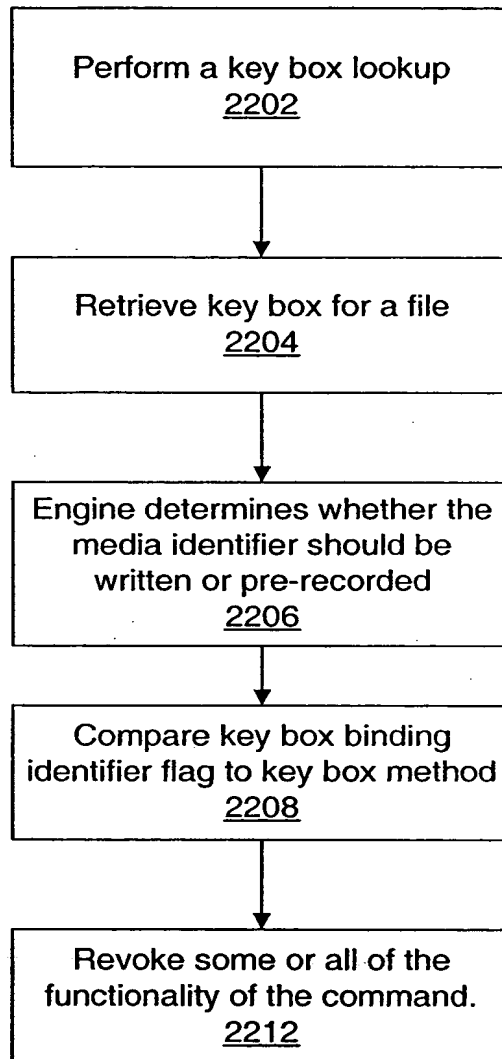 Perform a key box lookup
2202
Retrieve key box for a file
2204
Engine determines whether the
media identifier should be
written or pre-recorded
2206
Compare key box binding
identifier flag to key box method
2208
Revoke some or all of the
functionality of the command.
2212